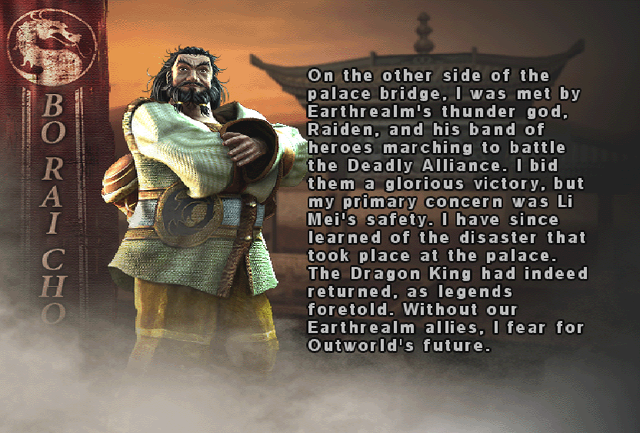 BO RAI CHO
On the other side of the
palace bridge, I was met by
Earthrealm's thunder god,
Raiden, and his band of
heroes marching to battle
the Deadly Alliance. I bid
them a glorious victory, but
my primary concern was Li
Mei's safety. I have since
learned of the disaster that
took place at the palace.
The Dragon King had indeed
returned, as legends
foretold. Without our
Earthrealm allies, I fear for
Outworld's future.